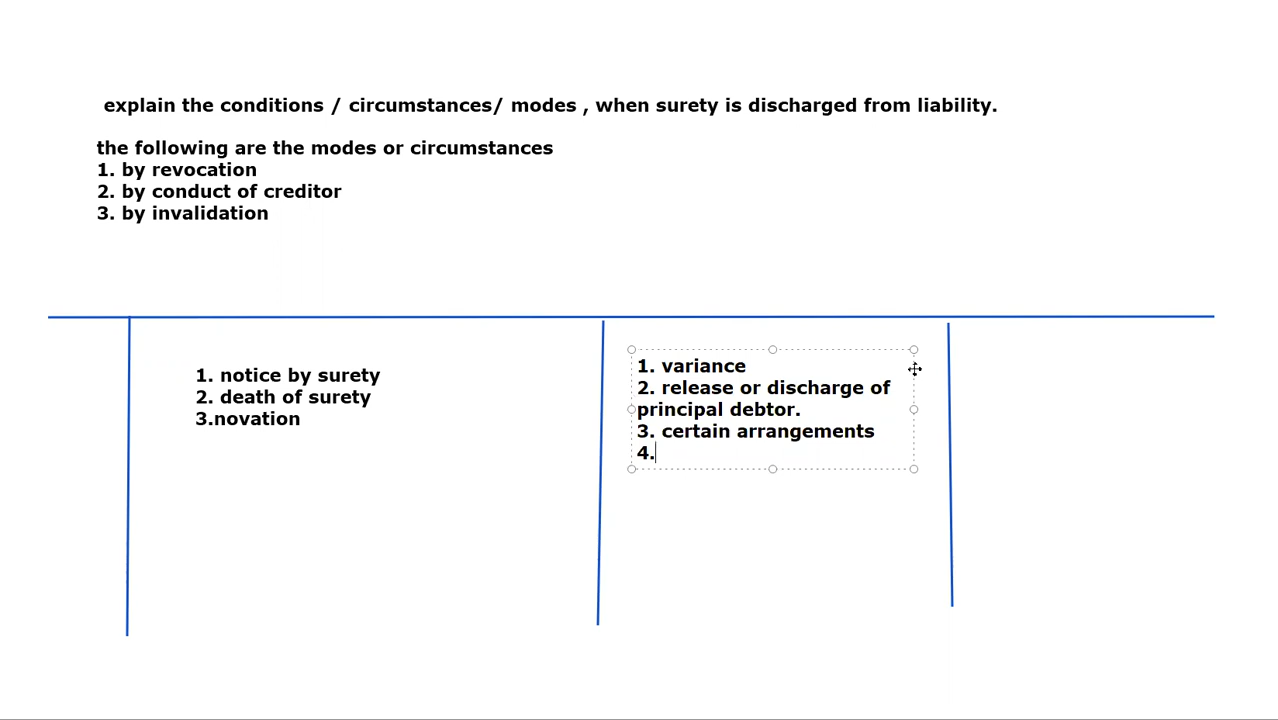 explain the conditions / circumstances/ modes , when surety is discharged from liability.
the following are the modes or circumstances
1. by revocation
2. by conduct of creditor
3. by invalidation
1. notice by surety
2. death of surety
3.novation
1. variance
2. release or discharge of
principal debtor.
3. certain arrangements
4.